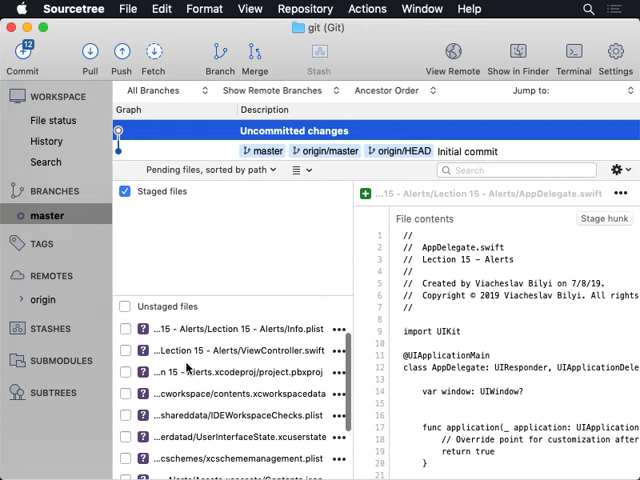 Sourcetree File Edit Format View Repository Actions Window Help
git (Git)
12
Commit Pull Push Fetch Branch Merge Stash View Remote Show in Finder Terminal Settings
WORKSPACE
File status
History
Search
BRANCHES
master
TAGS
REMOTES
origin
STASHES
SUBMODULES
SUBTREES
All Branches Show Remote Branches Ancestor Order Jump to:
Graph Description
Uncommitted changes
master origin/master origin/HEAD Initial commit
Pending files, sorted by path Search
Staged files
Unstaged files
...15 - Alerts/Lection 15 - Alerts/Info.plist •••
...Lection 15 - Alerts/ViewController.swift •••
...n 15 - Alerts.xcodeproj/project.pbxproj •••
...cworkspace/contents.xcworkspacedata •••
...shareddata/IDEWorkspaceChecks.plist •••
...erdatad/UserInterfaceState.xcuserstate •••
...cschemes/xcschememanagement.plist •••
...15 - Alerts/Lection 15 - Alerts/AppDelegate.swift •••
File contents Stage hunk
1 //
2 // AppDelegate.swift
3 // Lection 15 - Alerts
4 //
5 // Created by Viacheslav Bilyi on 7/8/19.
6 // Copyright © 2019 Viacheslav Bilyi. All rights
7 //
8
9 import UIKit
10
11 @UIApplicationMain
12 class AppDelegate: UIResponder, UIApplicationDele
13
14 var window: UIWindow?
15
16
17 func application(_ application: UIApplication
18 // Override point for customization after
19 return true
20 }
21